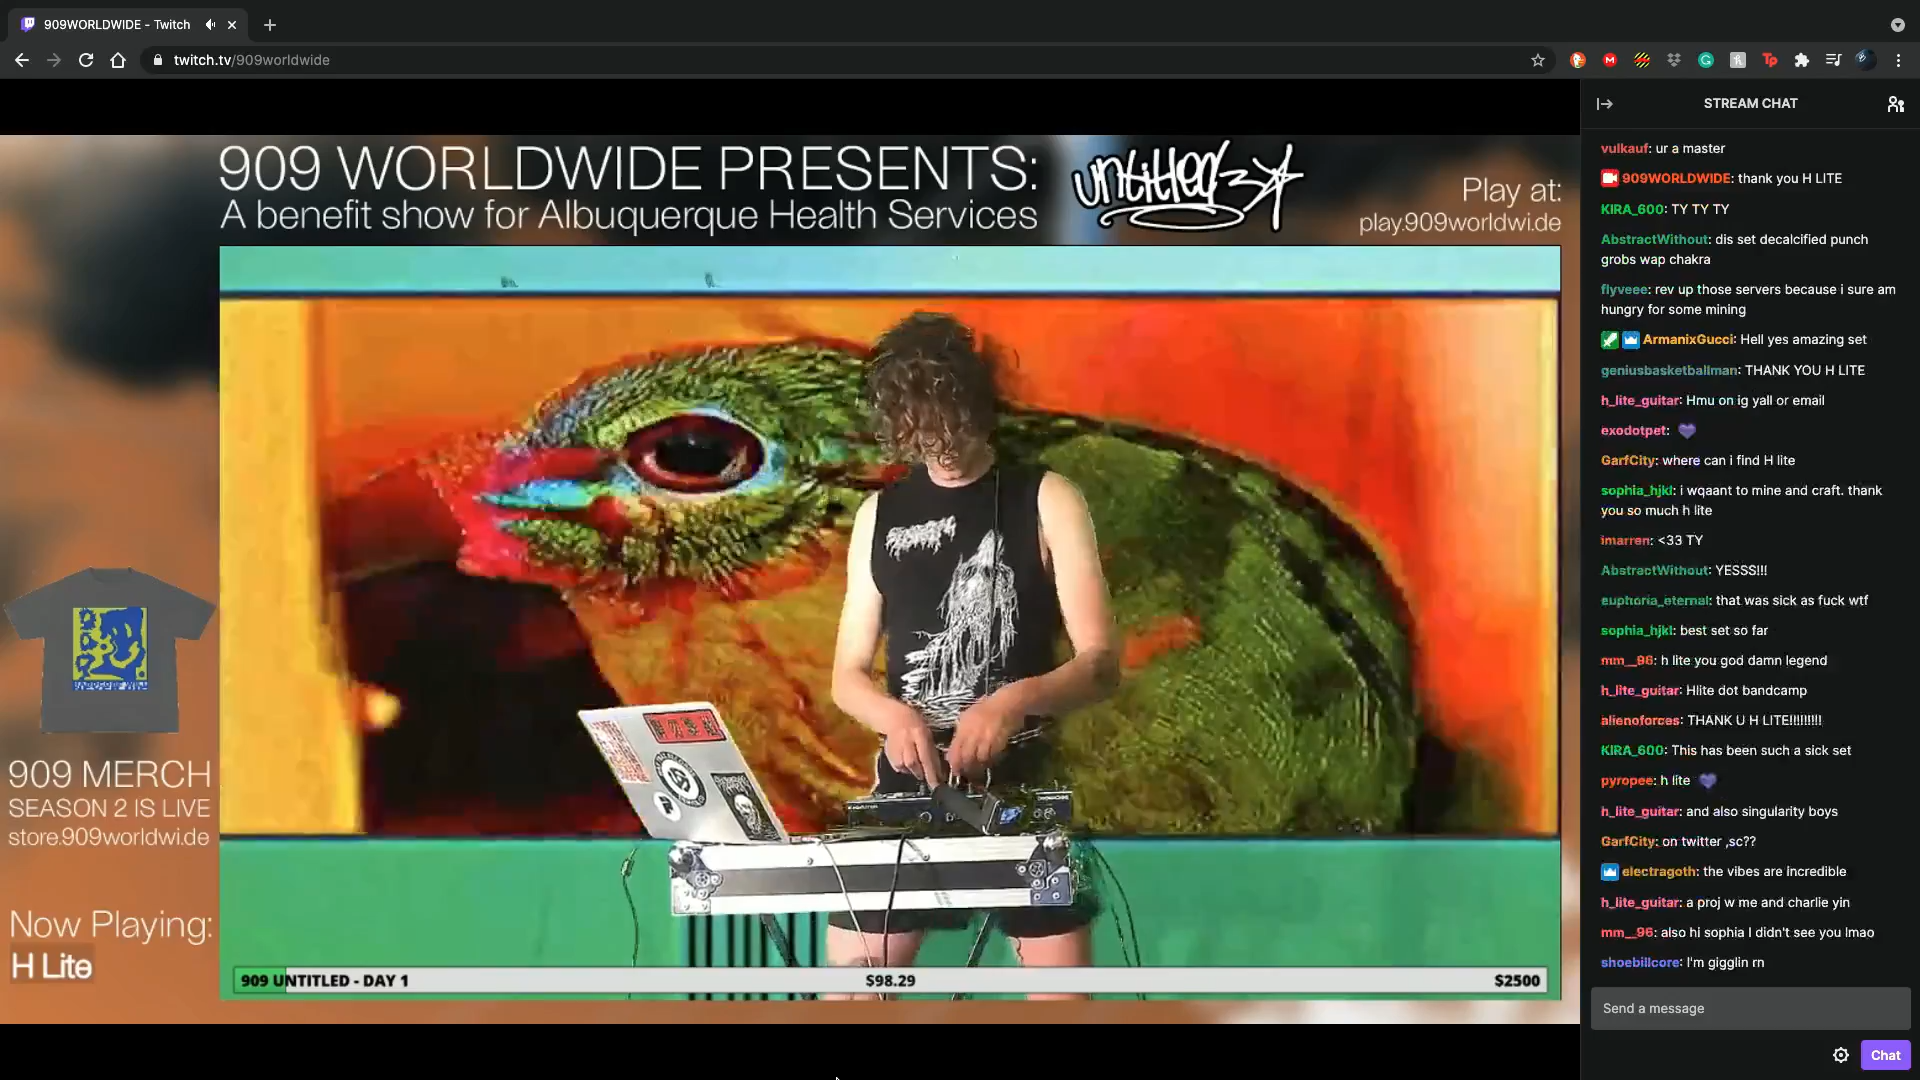 909WORLDWIDE - Twitch
twitch.tv/909worldwide
909 WORLDWIDE PRESENTS:
A benefit show for Albuquerque Health Services
untitled
Play at:
play.909worldwi.de
909 MERCH
SEASON 2 IS LIVE
store.909worldwi.de
Now Playing:
H Lite
909 UNTITLED - DAY 1
$98.29
$2500
STREAM CHAT
vulkauf: ur a master
909WORLDWIDE: thank you H LITE
KIRA_600: TY TY TY
AbstractWithout: dis set decalcified punch
grobs wap chakra
flyveee: rev up those servers because i sure am
hungry for some mining
ArmanixGucci: Hell yes amazing set
geniusbasketballman: THANK YOU H LITE
h_lite_guitar: Hmu on ig yall or email
exodotpet:
GarfCity: where can i find H lite
sophia_hjkl: i wqaant to mine and craft. thank
you so much h lite
imarren: <33 TY
AbstractWithout: YESSS!!!
euphoria_eternal: that was sick as fuck wtf
sophia_hjkl: best set so far
mm__96: h lite you god damn legend
h_lite_guitar: Hlite dot bandcamp
alienoforces: THANK U H LITE!!!!!!!!!
KIRA_600: This has been such a sick set
pyropee: h lite
h_lite_guitar: and also singularity boys
GarfCity: on twitter ,sc??
electragoth: the vibes are incredible
h_lite_guitar: a proj w me and charlie yin
mm__96: also hi sophia I didn't see you lmao
shoebillcore: I'm gigglin rn
Send a message
Chat